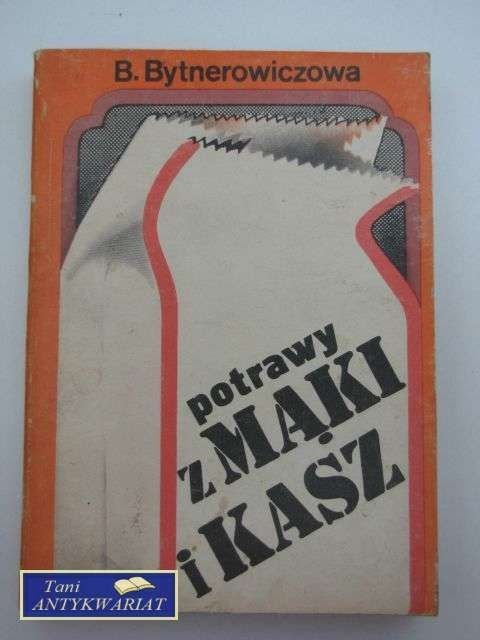 B. Bytnerowiczowa
potrawy
z MĄKI
i KASZ
Tani
ANTYKWARIAT